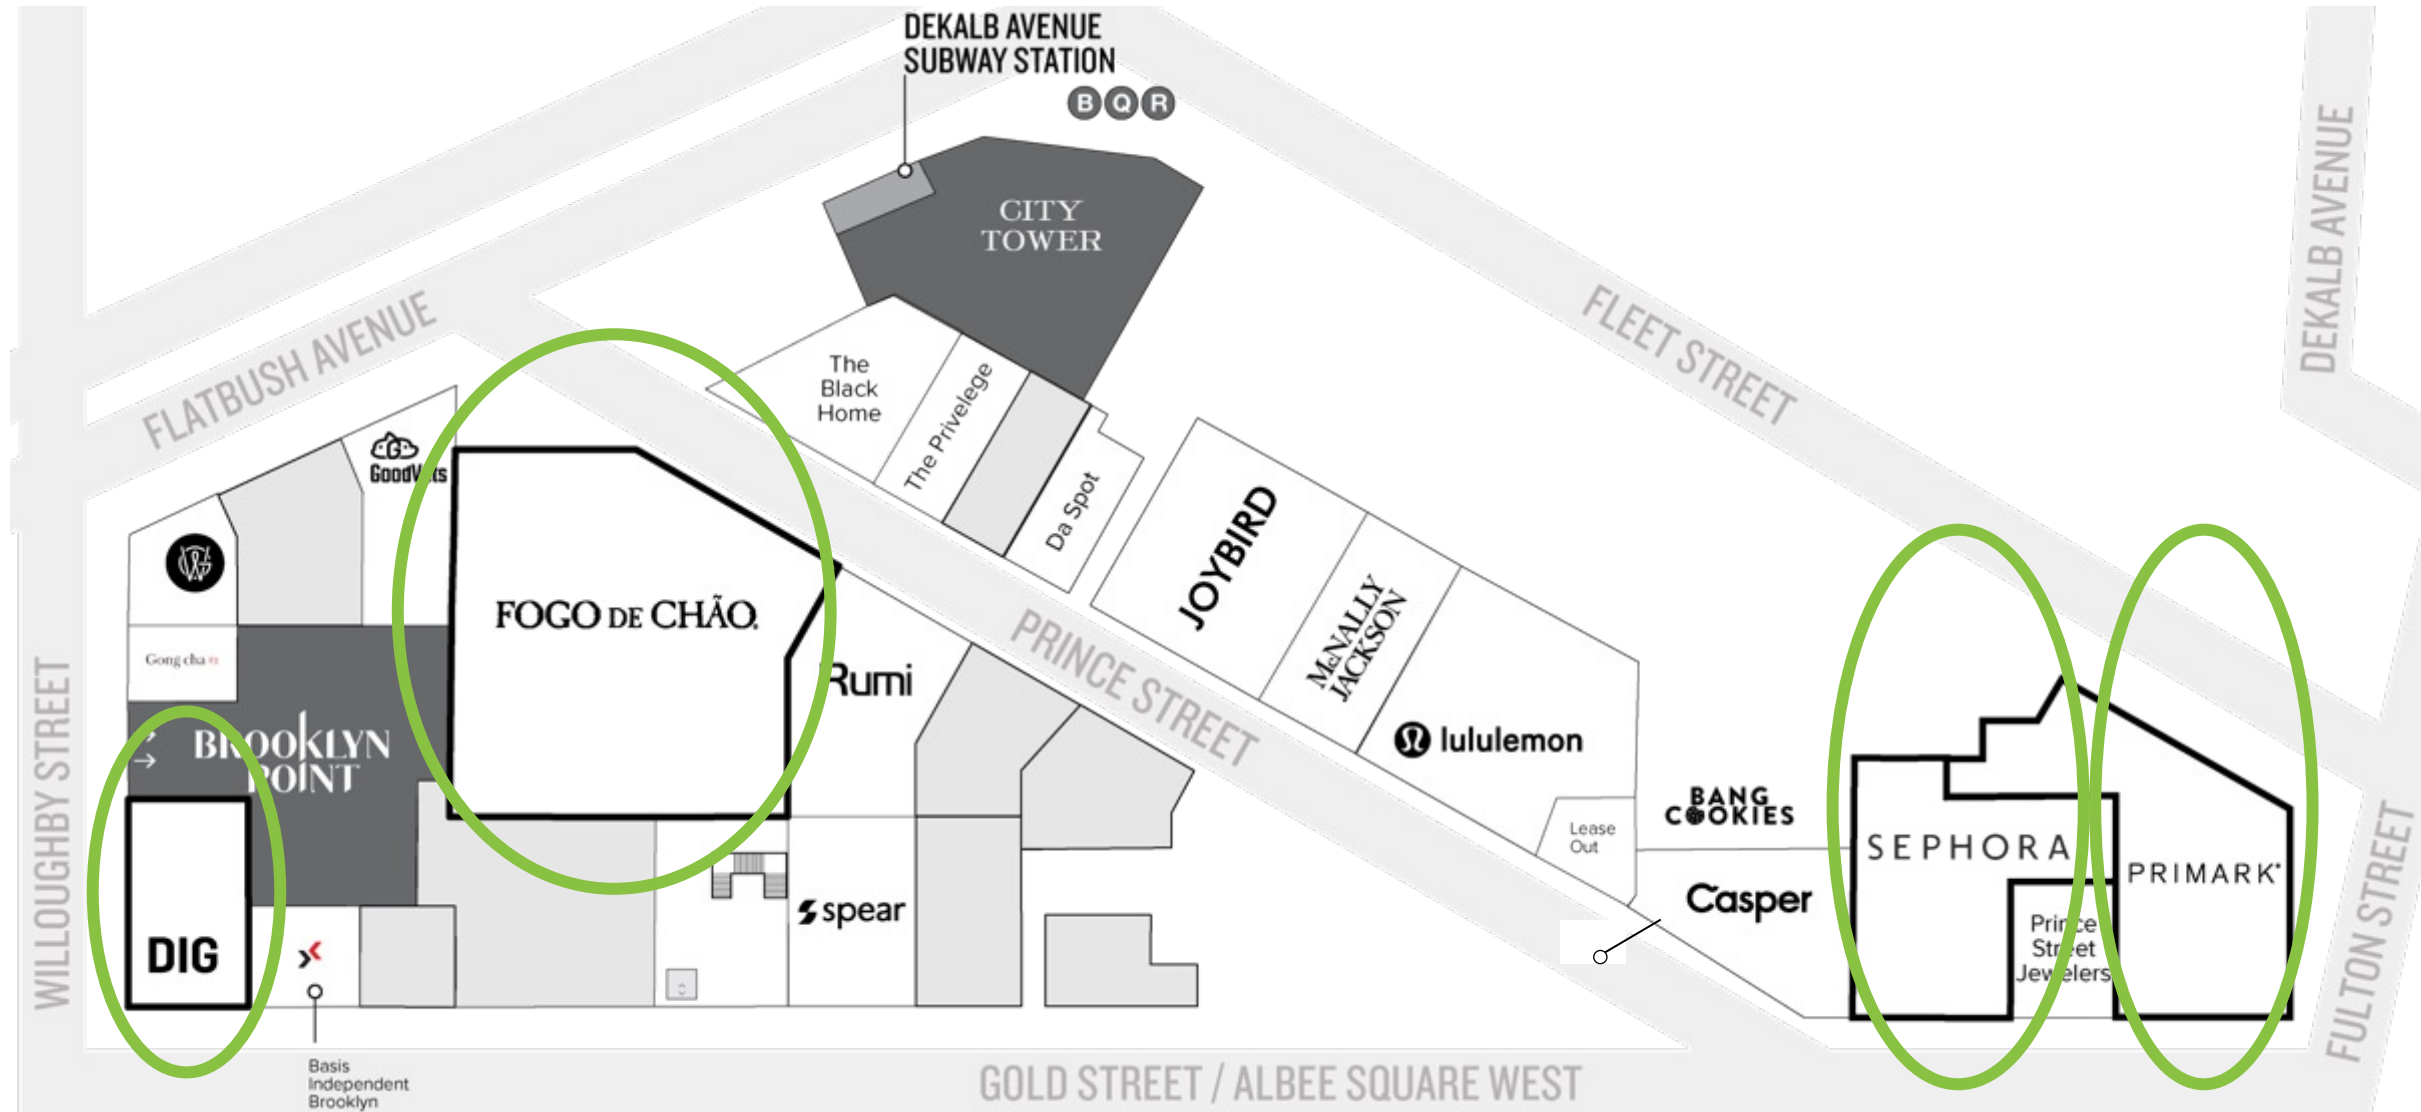 DEKALB AVENUE
SUBWAY STATION
B Q R
CITY
TOWER
DEKALB AVENUE
FLATBUSH AVENUE
FLEET STREET
The
Black
Home
The Privelege
Da Spot
GoodVets
JOYBIRD
McNALLY
JACKSON
FOGO DE CHÃO
PRINCE STREET
Gong cha
Rumi
lululemon
BROOKLYN
POINT
BANG
COOKIES
Lease
Out
SEPHORA
PRIMARK
WILLOUGHBY STREET
DIG
spear
Casper
Prince
Street
Jewelers
FULTON STREET
Basis
Independent
Brooklyn
GOLD STREET / ALBEE SQUARE WEST